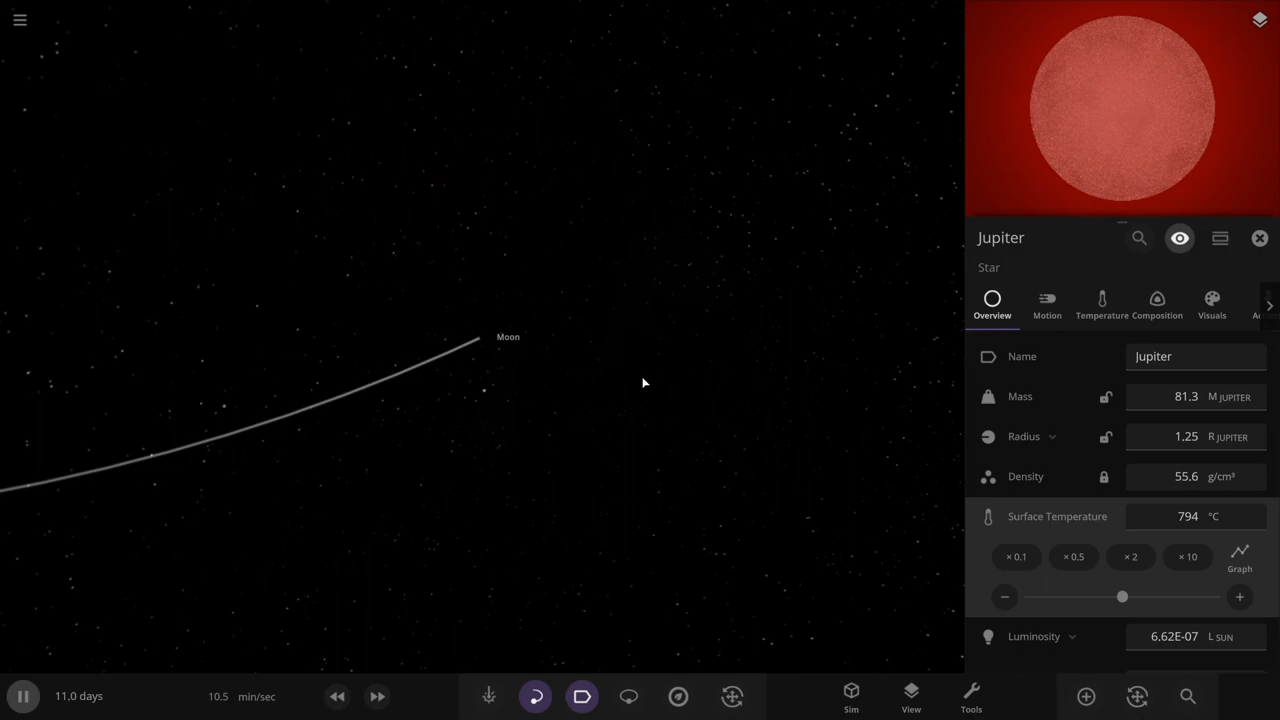 Moon
Jupiter
Star
Overview
Motion
Temperature
Composition
Visuals
Name
Jupiter
Mass
81.3 M JUPITER
Radius
1.25 R JUPITER
Density
55.6 g/cm³
Surface Temperature
794 °C
× 0.1
× 0.5
× 2
× 10
Graph
Luminosity
6.62E-07 L SUN
11.0 days
10.5 min/sec
Sim
View
Tools